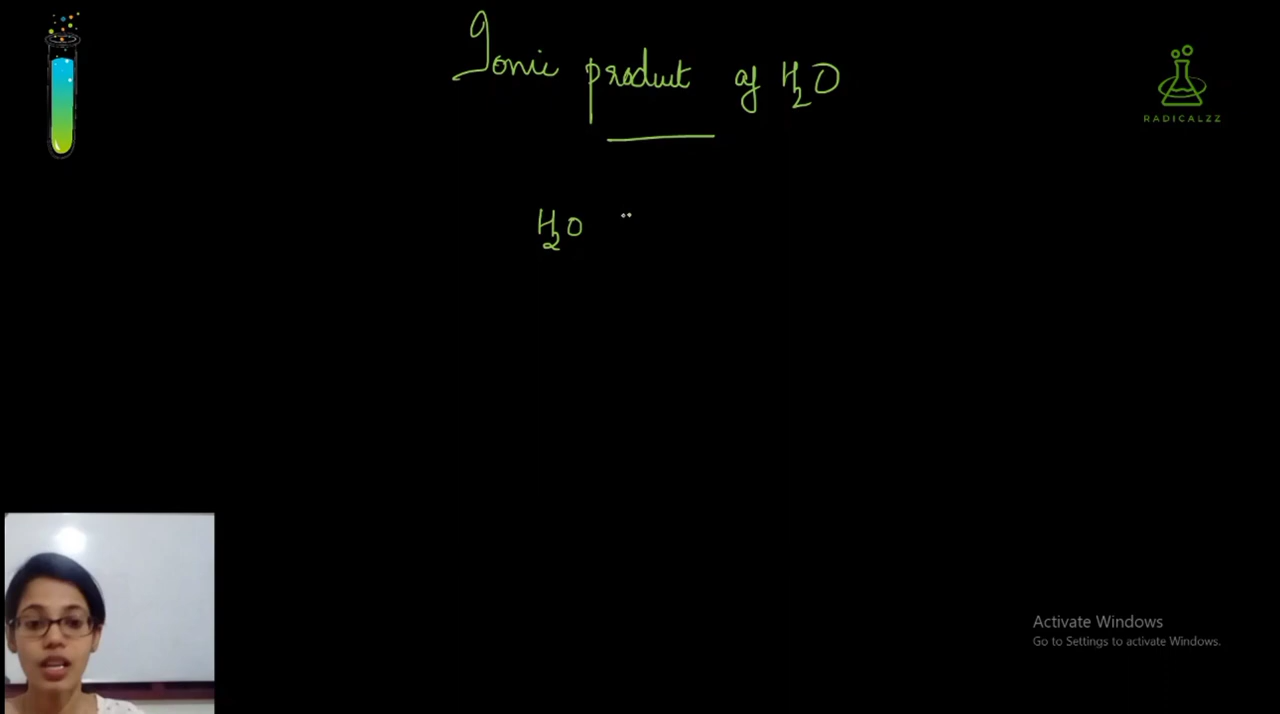 Ionic product of H₂O
RADICALZZ
H₂O
Activate Windows
Go to Settings to activate Windows.